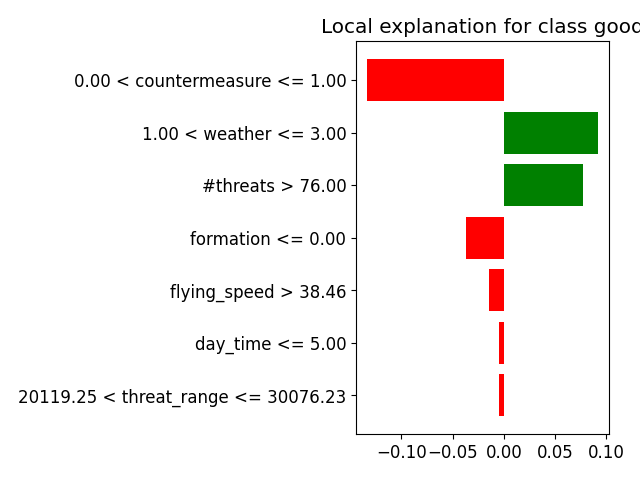 Local explanation for class good
0.00 < countermeasure <= 1.00
1.00 < weather <= 3.00
#threats > 76.00
formation <= 0.00
flying_speed > 38.46
day_time <= 5.00
20119.25 < threat_range <= 30076.23
−0.10 −0.05 0.00 0.05 0.10